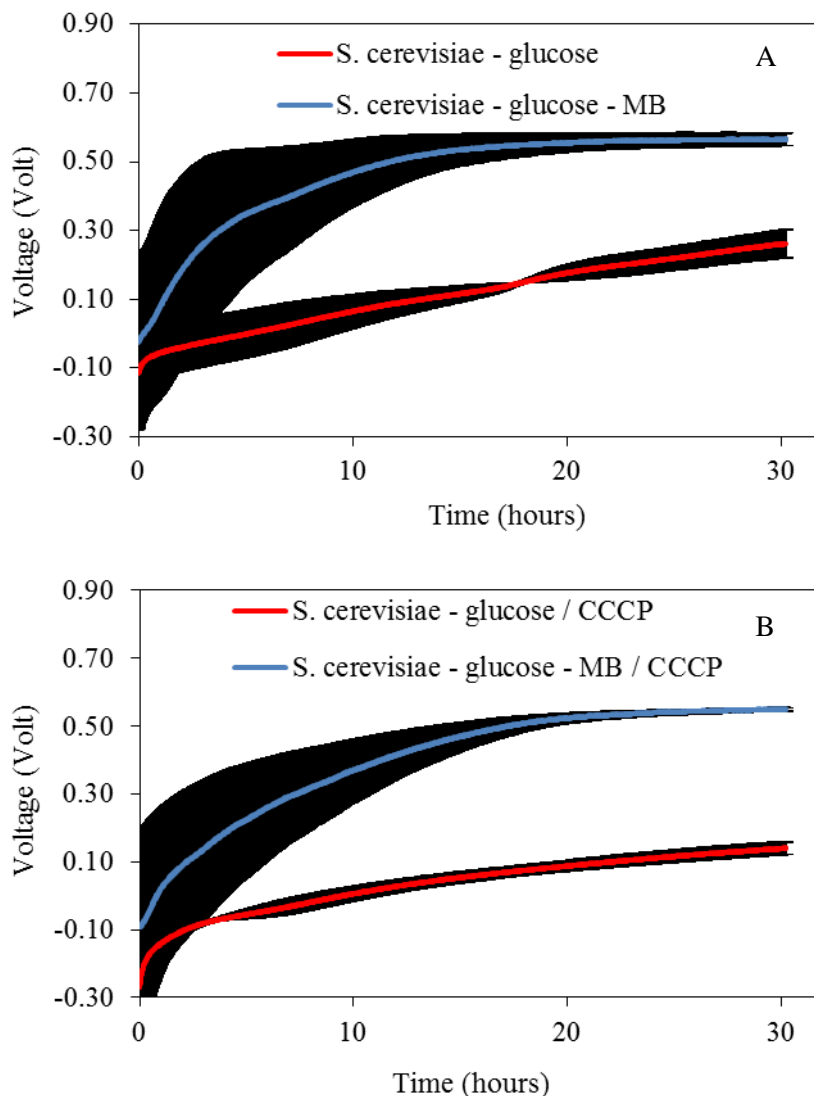 0.90
S. cerevisiae - glucose
A
0.70
S. cerevisiae - glucose - MB
0.50
0.30
0.10
-0.10
-0.30
Voltage (Volt)
0 10 20 30
Time (hours)
0.90
S. cerevisiae - glucose / CCCP
B
0.70
S. cerevisiae - glucose - MB / CCCP
0.50
0.30
0.10
-0.10
-0.30
Voltage (Volt)
0 10 20 30
Time (hours)